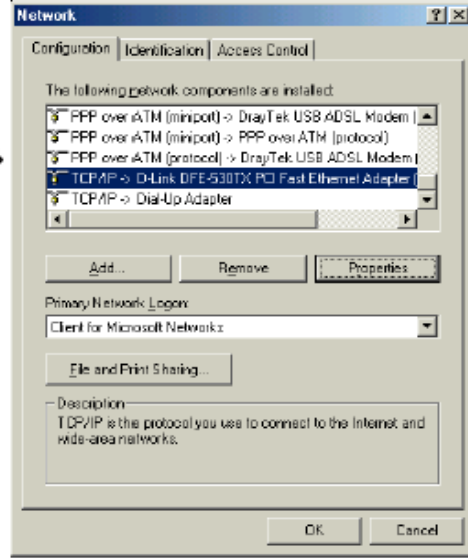 Network
? x
Configuration Identification Access Control
The following network components are installed:
PPP over ATM (miniport) -> DrayTek USB ADSL Modem (
PPP over ATM (miniport) -> PPP over ATM (protocol)
PPP over ATM (protocol) -> DrayTek USB ADSL Modem (
TCP/IP -> D-Link DFE-530TX PCI Fast Ethernet Adapter (
TCP/IP -> Dial-Up Adapter
Add... Remove Properties
Primary Network Logon:
Client for Microsoft Networks
File and Print Sharing...
Description
TCP/IP is the protocol you use to connect to the Internet and
wide-area networks.
OK Cancel